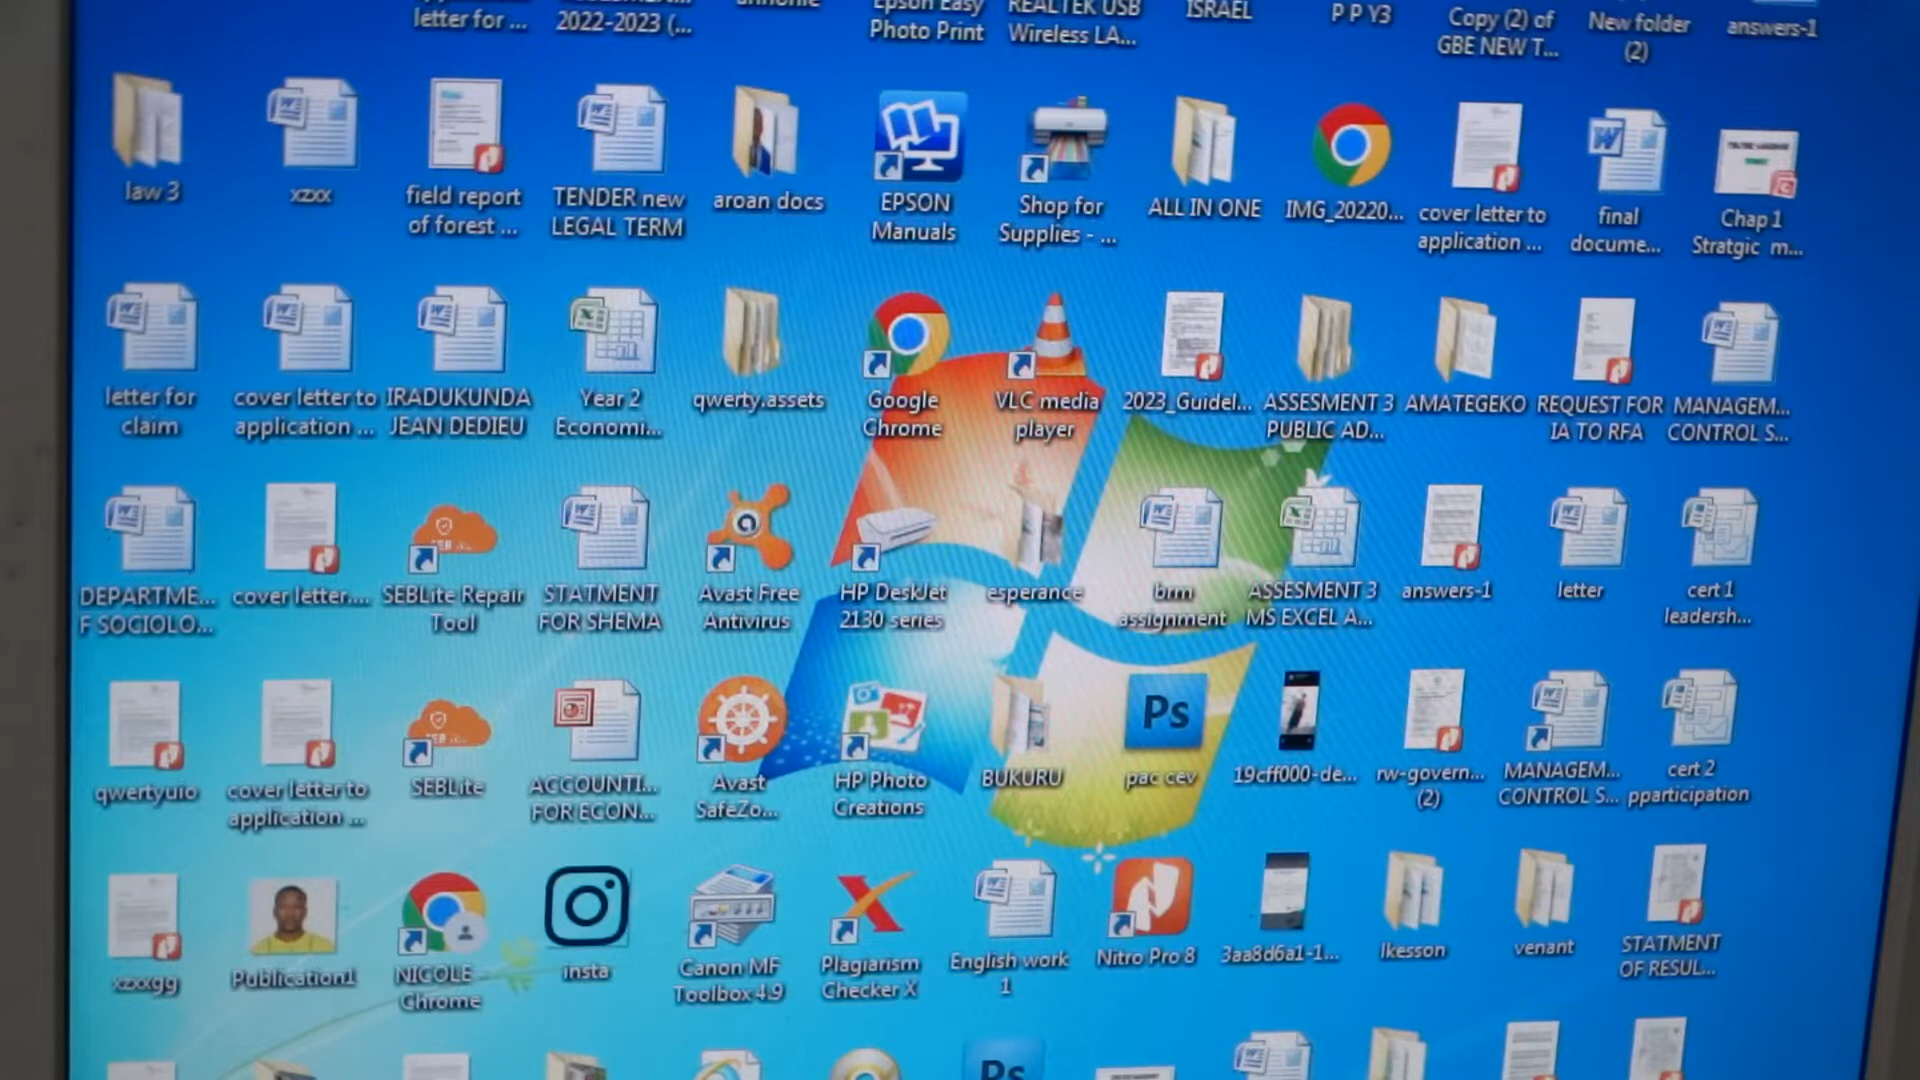 letter for ...
2022-2023 (...
Epson Easy
Photo Print
REALTEK USB
Wireless LA...
ISRAEL
P P Y3
Copy (2) of
GBE NEW T...
New folder
(2)
answers-1
law 3
xzxx
field report
of forest ...
TENDER new
LEGAL TERM
aroan docs
EPSON
Manuals
Shop for
Supplies - ...
ALL IN ONE
IMG_20220...
cover letter to
application ...
final
docume...
Chap 1
Stratgic m...
letter for
claim
cover letter to
application ...
IRADUKUNDA
JEAN DEDIEU
Year 2
Economi...
qwerty.assets
Google
Chrome
VLC media
player
2023_Guidel...
ASSESMENT 3
PUBLIC AD...
AMATEGEKO
REQUEST FOR
IA TO RFA
MANAGEM...
CONTROL S...
DEPARTME...
F SOCIOLO...
cover letter....
SEBLite Repair
Tool
STATMENT
FOR SHEMA
Avast Free
Antivirus
HP DeskJet
2130 series
esperance
brm
assignment
ASSESMENT 3
MS EXCEL A...
answers-1
letter
cert 1
leadersh...
qwertyuio
cover letter to
application ...
SEBLite
ACCOUNTI...
FOR ECON...
Avast
SafeZo...
HP Photo
Creations
BUKURU
Ps
pac cev
19cff000-de...
rw-govern...
(2)
MANAGEM...
CONTROL S...
cert 2
pparticipation
xzxxgg
Publication1
NICOLE -
Chrome
insta
Canon MF
Toolbox 4.9
Plagiarism
Checker X
English work
1
Nitro Pro 8
3aa8d6a1-1...
lkesson
venant
STATMENT
OF RESUL...
Ps